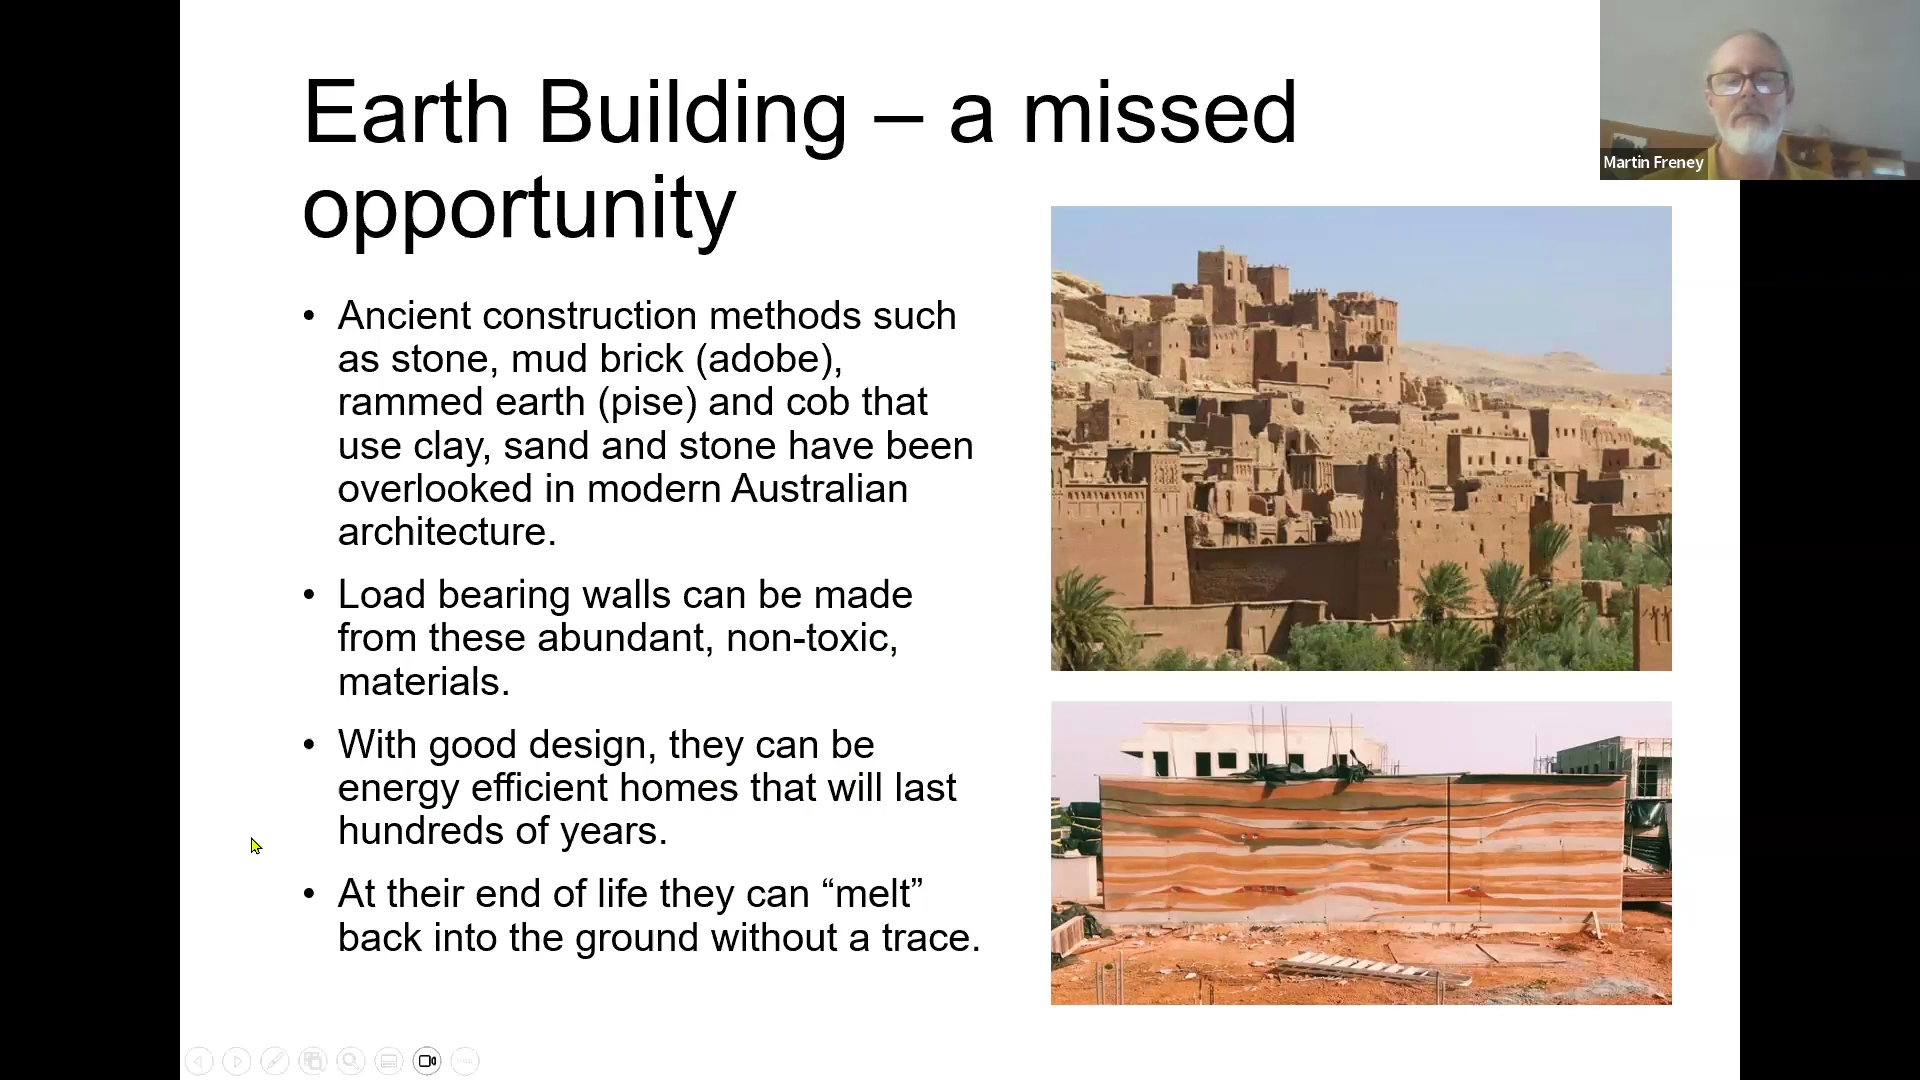 Earth Building – a missed
opportunity
• Ancient construction methods such
as stone, mud brick (adobe),
rammed earth (pise) and cob that
use clay, sand and stone have been
overlooked in modern Australian
architecture.
• Load bearing walls can be made
from these abundant, non-toxic,
materials.
• With good design, they can be
energy efficient homes that will last
hundreds of years.
• At their end of life they can “melt”
back into the ground without a trace.
Martin Freney